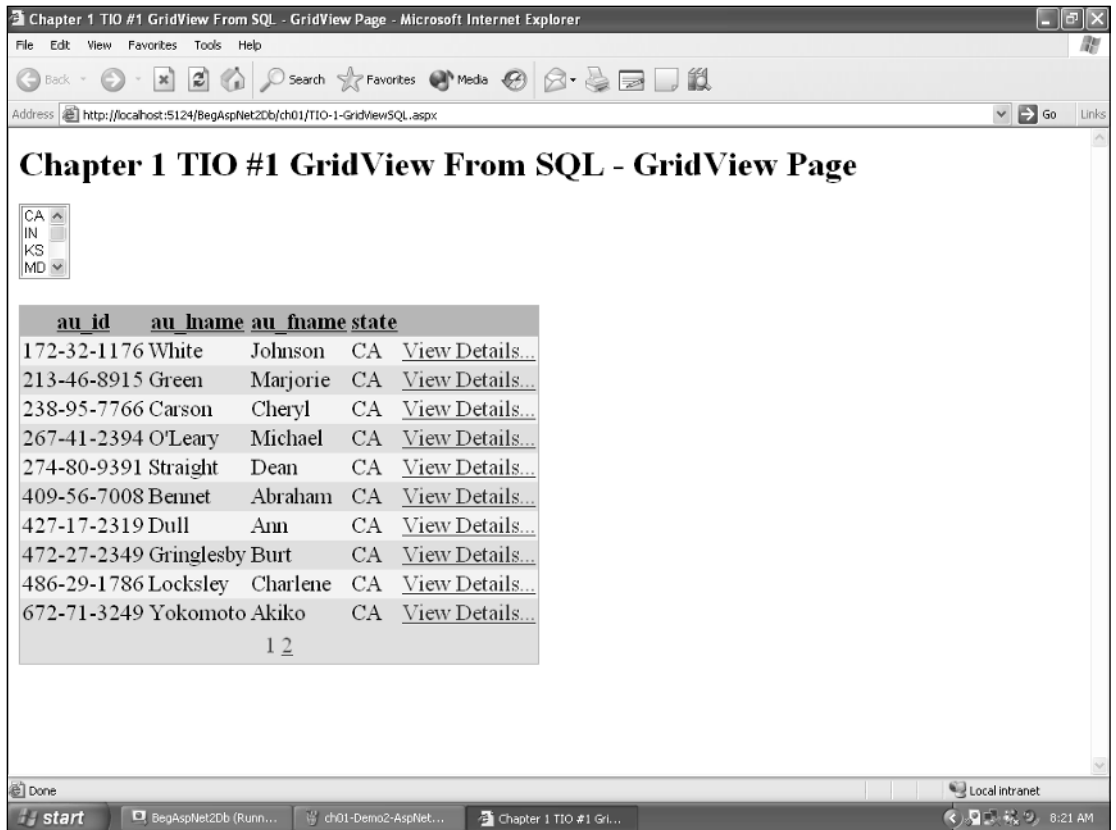 Chapter 1 TIO #1 GridView From SQL - GridView Page - Microsoft Internet Explorer
File Edit View Favorites Tools Help
Back Search Favorites Media
Address http://localhost:5124/BegAspNet2Db/ch01/TIO-1-GridViewSQL.aspx Go Links
Chapter 1 TIO #1 GridView From SQL - GridView Page
CA
IN
KS
MD
au_id au_lname au_fname state
172-32-1176 White Johnson CA View Details...
213-46-8915 Green Marjorie CA View Details...
238-95-7766 Carson Cheryl CA View Details...
267-41-2394 O'Leary Michael CA View Details...
274-80-9391 Straight Dean CA View Details...
409-56-7008 Bennet Abraham CA View Details...
427-17-2319 Dull Ann CA View Details...
472-27-2349 Gringlesby Burt CA View Details...
486-29-1786 Locksley Charlene CA View Details...
672-71-3249 Yokomoto Akiko CA View Details...
1 2
Done Local intranet
start BegAspNet2Db (Runn... ch01-Demo2-AspNet... Chapter 1 TIO #1 Gri... 8:21 AM